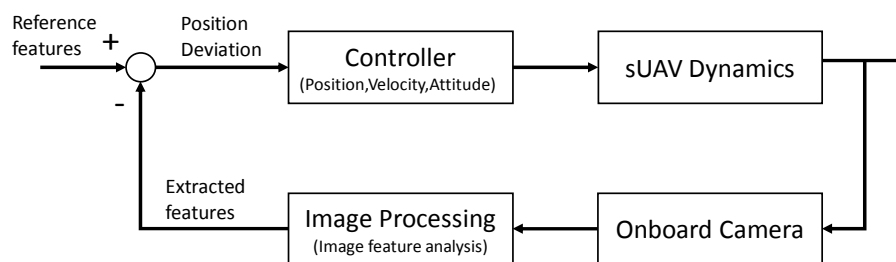 Reference
features
+
-
Position
Deviation
Controller
(Position,Velocity,Attitude)
sUAV Dynamics
Extracted
features
Image Processing
(Image feature analysis)
Onboard Camera